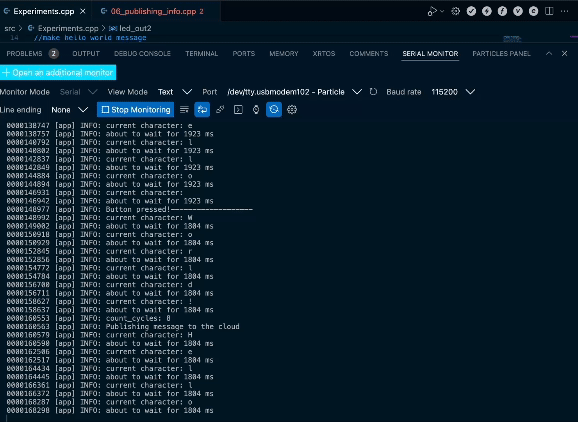 Experiments.cpp × 06_publishing_info.cpp 2
src > Experiments.cpp > led_out2
14 //make hello world message
PROBLEMS 2 OUTPUT DEBUG CONSOLE TERMINAL PORTS MEMORY XRTOS COMMENTS SERIAL MONITOR PARTICLES PANEL
+ Open an additional monitor
Monitor Mode Serial View Mode Text Port /dev/tty.usbmodem102 - Particle Baud rate 115200
Line ending None Stop Monitoring
0000138747 [app] INFO: current character: e
0000138757 [app] INFO: about to wait for 1923 ms
0000140792 [app] INFO: current character: l
0000140802 [app] INFO: about to wait for 1923 ms
0000142837 [app] INFO: current character: l
0000142849 [app] INFO: about to wait for 1923 ms
0000144884 [app] INFO: current character: o
0000144894 [app] INFO: about to wait for 1923 ms
0000146931 [app] INFO: current character:
0000146942 [app] INFO: about to wait for 1923 ms
0000148977 [app] INFO: Button pressed!--------------------
0000148992 [app] INFO: current character: W
0000149002 [app] INFO: about to wait for 1804 ms
0000150918 [app] INFO: current character: o
0000150929 [app] INFO: about to wait for 1804 ms
0000152845 [app] INFO: current character: r
0000152856 [app] INFO: about to wait for 1804 ms
0000154772 [app] INFO: current character: l
0000154784 [app] INFO: about to wait for 1804 ms
0000156700 [app] INFO: current character: d
0000156711 [app] INFO: about to wait for 1804 ms
0000158627 [app] INFO: current character: !
0000158637 [app] INFO: about to wait for 1804 ms
0000160553 [app] INFO: count_cycles: 8
0000160563 [app] INFO: Publishing message to the cloud
0000160579 [app] INFO: current character: H
0000160590 [app] INFO: about to wait for 1804 ms
0000162506 [app] INFO: current character: e
0000162517 [app] INFO: about to wait for 1804 ms
0000164434 [app] INFO: current character: l
0000164445 [app] INFO: about to wait for 1804 ms
0000166361 [app] INFO: current character: l
0000166372 [app] INFO: about to wait for 1804 ms
0000168287 [app] INFO: current character: o
0000168298 [app] INFO: about to wait for 1804 ms